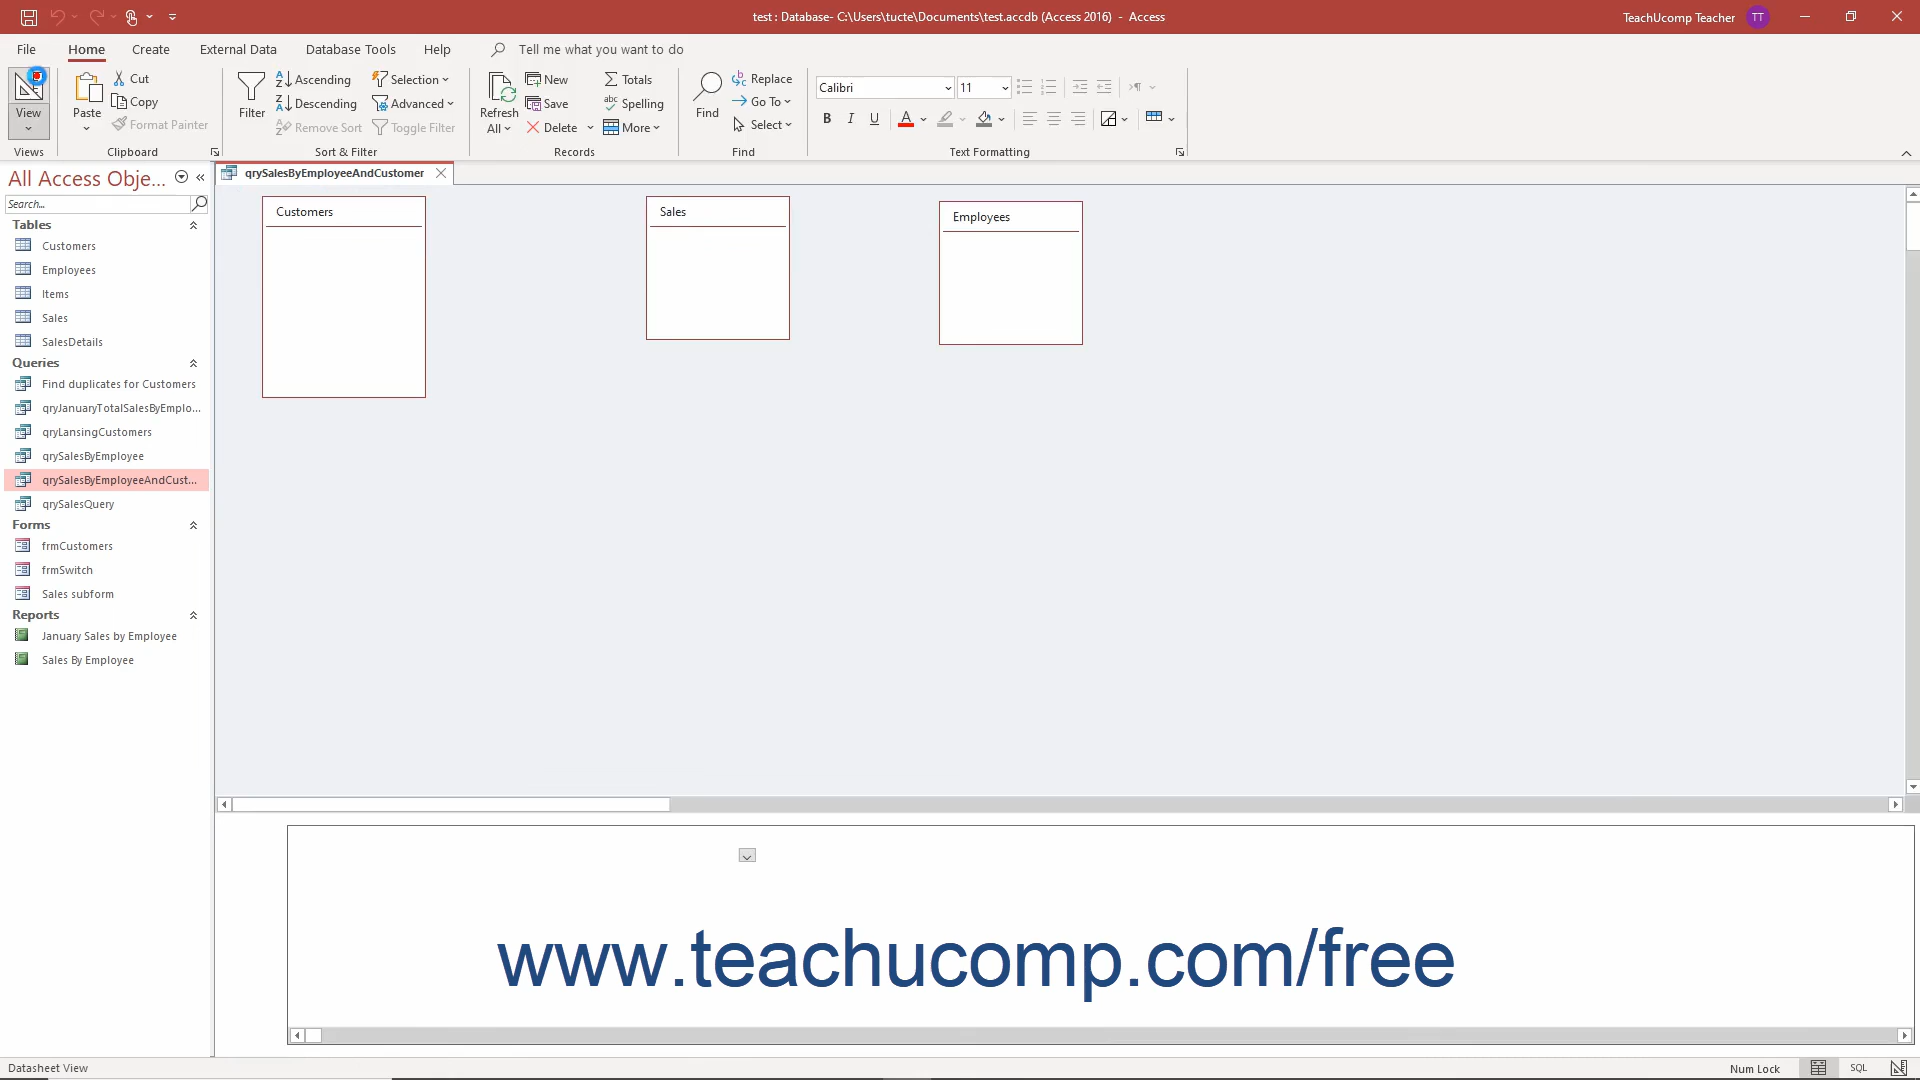 test : Database- C:\Users\tucte\Documents\test.accdb (Access 2016)  -  Access
TeachUcomp Teacher TT
File Home Create External Data Database Tools Help Tell me what you want to do
View
Views
Paste
Cut
Copy
Format Painter
Clipboard
Filter
Ascending
Descending
Remove Sort
Selection
Advanced
Toggle Filter
Sort & Filter
Refresh
All
New
Save
Delete
Totals
Spelling
More
Records
Find
Replace
Go To
Select
Find
Calibri 11
B I U A
Text Formatting
All Access Obje...
Search...
Tables
Customers
Employees
Items
Sales
SalesDetails
Queries
Find duplicates for Customers
qryJanuaryTotalSalesByEmplo...
qryLansingCustomers
qrySalesByEmployee
qrySalesByEmployeeAndCust...
qrySalesQuery
Forms
frmCustomers
frmSwitch
Sales subform
Reports
January Sales by Employee
Sales By Employee
qrySalesByEmployeeAndCustomer
Customers
Sales
Employees
www.teachucomp.com/free
Datasheet View
Num Lock
SQL